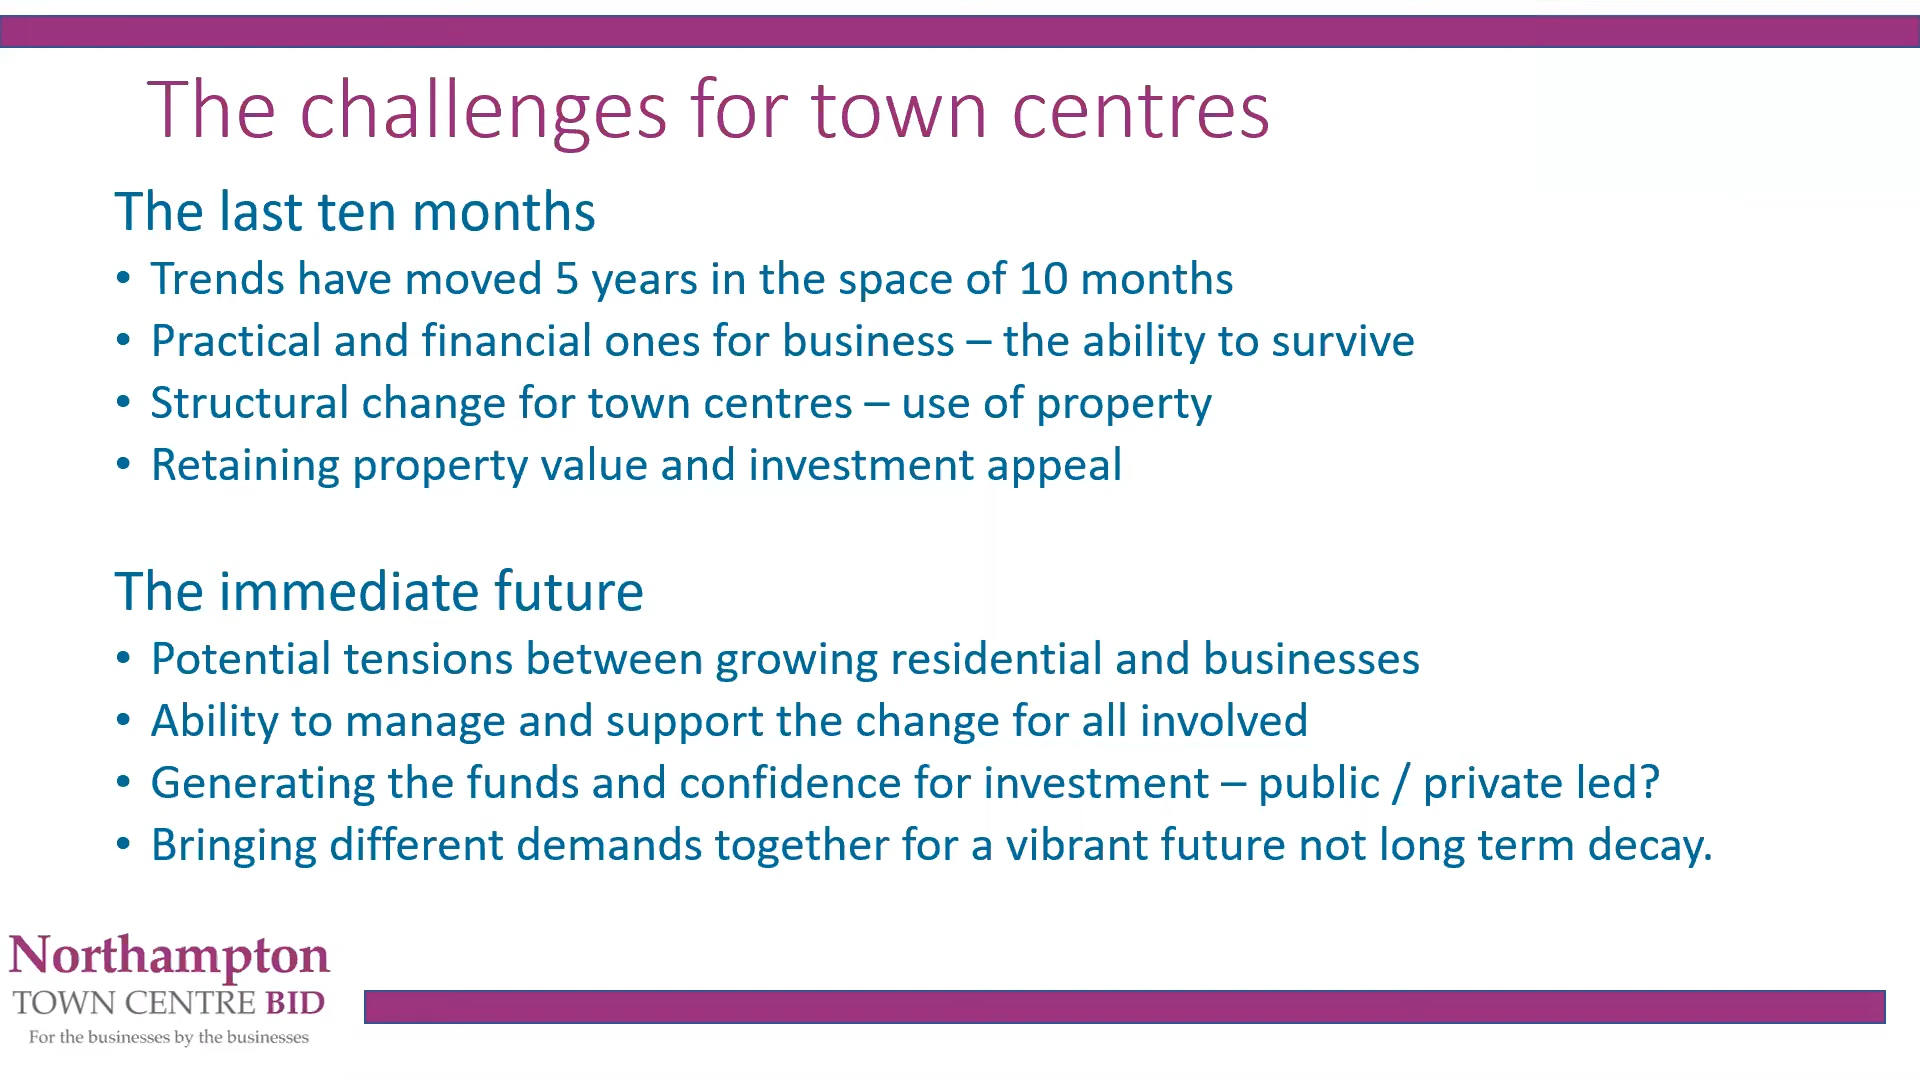 The challenges for town centres
The last ten months
• Trends have moved 5 years in the space of 10 months
• Practical and financial ones for business – the ability to survive
• Structural change for town centres – use of property
• Retaining property value and investment appeal
The immediate future
• Potential tensions between growing residential and businesses
• Ability to manage and support the change for all involved
• Generating the funds and confidence for investment – public / private led?
• Bringing different demands together for a vibrant future not long term decay.
Northampton
TOWN CENTRE BID
For the businesses by the businesses